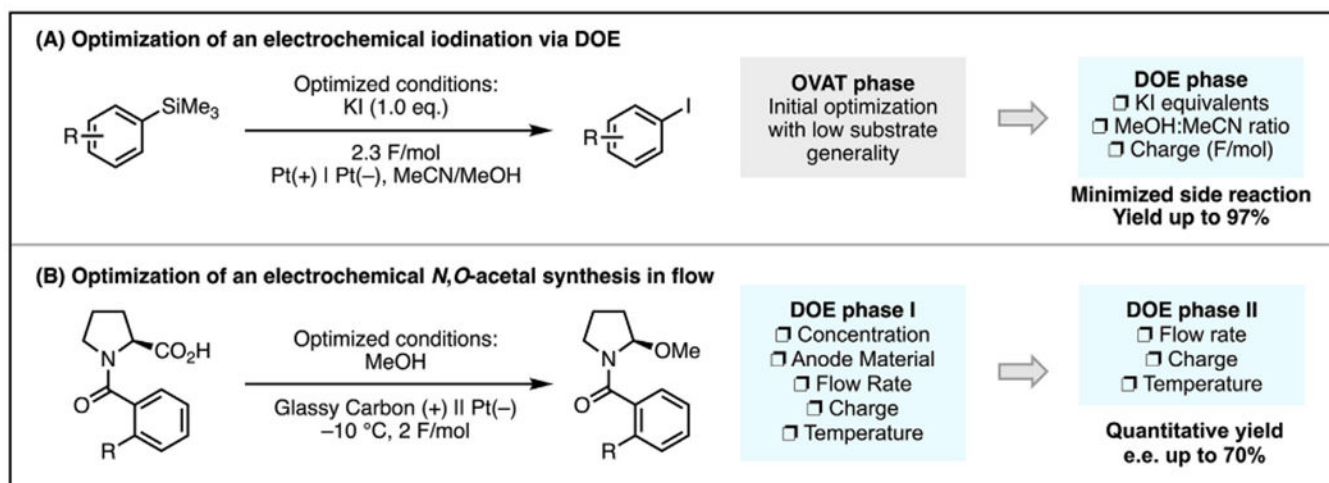 (A) Optimization of an electrochemical iodination via DOE
R
SiMe₃
Optimized conditions:
KI (1.0 eq.)
2.3 F/mol
Pt(+) I Pt(–), MeCN/MeOH
R
I
OVAT phase
Initial optimization
with low substrate
generality
DOE phase
❒ KI equivalents
❒ MeOH:MeCN ratio
❒ Charge (F/mol)
Minimized side reaction
Yield up to 97%
(B) Optimization of an electrochemical N,O-acetal synthesis in flow
N
CO₂H
O
R
Optimized conditions:
MeOH
Glassy Carbon (+) II Pt(–)
–10 °C, 2 F/mol
N
OMe
O
R
DOE phase I
❒ Concentration
❒ Anode Material
❒ Flow Rate
❒ Charge
❒ Temperature
DOE phase II
❒ Flow rate
❒ Charge
❒ Temperature
Quantitative yield
e.e. up to 70%